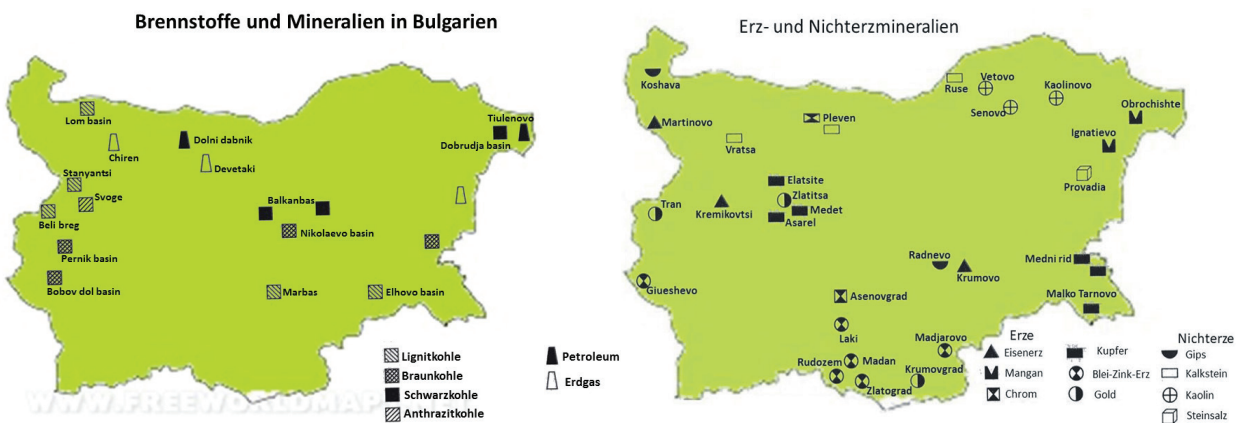 Brennstoffe und Mineralien in Bulgarien
Lom basin
Chiren
Dolni dabnik
Devetaki
Tiulenovo
Dobrudja basin
Stanyantsi
Svoge
Beli breg
Balkanbas
Nikolaevo basin
Pernik basin
Bobov dol basin
Marbas
Elhovo basin
Lignitkohle
Braunkohle
Schwarzkohle
Anthrazitkohle
Petroleum
Erdgas
WWW.FREEWORLDMAP
Erz- und Nichterzmineralien
Koshava
Martinovo
Vratsa
Pleven
Ruse
Vetovo
Senovo
Kaolinovo
Obrochishte
Ignatievo
Provadia
Elatsite
Zlatitsa
Medet
Asarel
Tran
Kremikovtsi
Radnevo
Krumovo
Medni rid
Malko Tarnovo
Giueshevo
Asenovgrad
Laki
Madjarovo
Rudozem
Madan
Krumovgrad
Zlatograd
Erze
Eisenerz
Mangan
Chrom
Kupfer
Blei-Zink-Erz
Gold
Nichterze
Gips
Kalkstein
Kaolin
Steinsalz